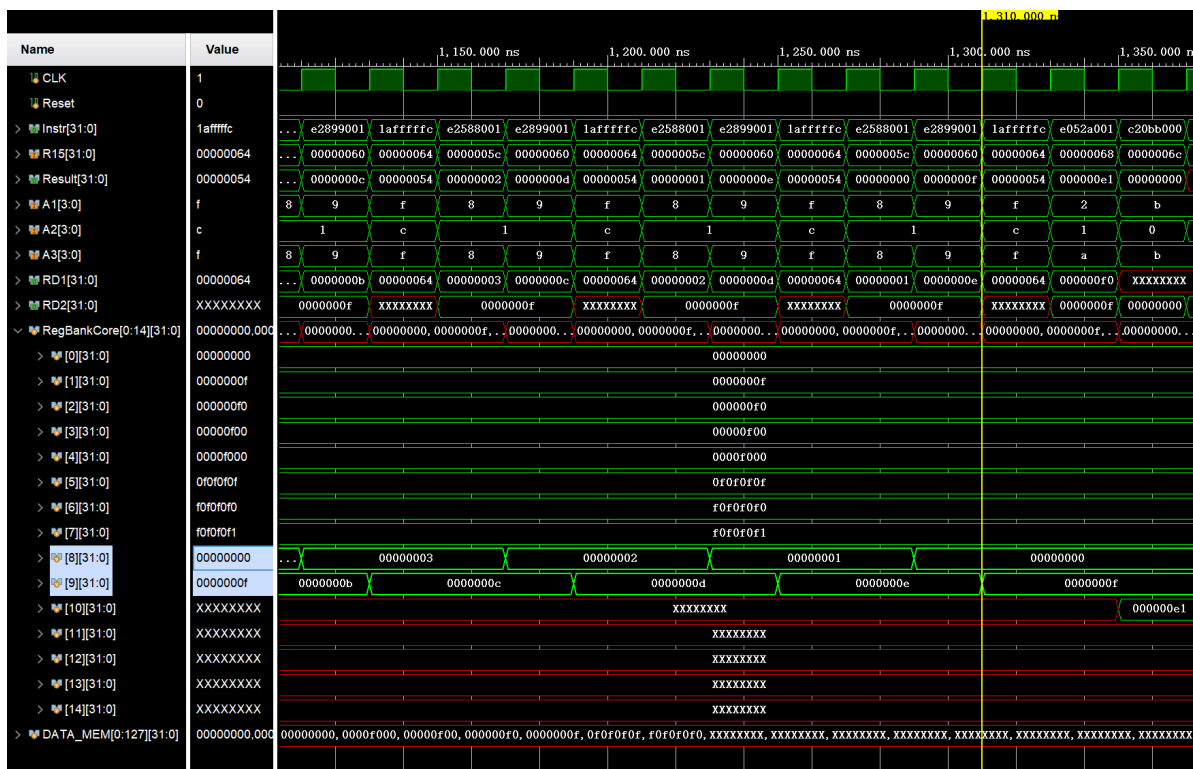 1,310.000 n
Name Value 1,150.000 ns 1,200.000 ns 1,250.000 ns 1,300.000 ns 1,350.000 n
CLK 1
Reset 0
Instr[31:0] 1afffffc ... e2899001 1afffffc e2588001 e2899001 1afffffc e2588001 e2899001 1afffffc e2588001 e2899001 1afffffc e052a001 c20bb000
R15[31:0] 00000064 ... 00000060 00000064 0000005c 00000060 00000064 0000005c 00000060 00000064 0000005c 00000060 00000064 00000068 0000006c
Result[31:0] 00000054 ... 0000000c 00000054 00000002 0000000d 00000054 00000001 0000000e 00000054 00000000 0000000f 00000054 000000e1 00000000
A1[3:0] f 8 9 f 8 9 f 8 9 f 8 9 f 2 b
A2[3:0] c 1 c 1 c 1 c 1 c 1 0
A3[3:0] f 8 9 f 8 9 f 8 9 f 8 9 f a b
RD1[31:0] 00000064 ... 0000000b 00000064 00000003 0000000c 00000064 00000002 0000000d 00000064 00000001 0000000e 00000064 000000f0 XXXXXXXX
RD2[31:0] XXXXXXXX 0000000f XXXXXXXX 0000000f XXXXXXXX 0000000f XXXXXXXX 0000000f XXXXXXXX 0000000f 00000000
RegBankCore[0:14][31:0] 00000000,000 0000000... 00000000, 0000000f,... 0000000... 00000000, 0000000f,... 0000000... 00000000, 0000000f,... 0000000... 00000000, 0000000f,... 00000000...
[0][31:0] 00000000 00000000
[1][31:0] 0000000f 0000000f
[2][31:0] 000000f0 000000f0
[3][31:0] 00000f00 00000f00
[4][31:0] 0000f000 0000f000
[5][31:0] 0f0f0f0f 0f0f0f0f
[6][31:0] f0f0f0f0 f0f0f0f0
[7][31:0] f0f0f0f1 f0f0f0f1
[8][31:0] 00000000 ... 00000003 00000002 00000001 00000000
[9][31:0] 0000000f 0000000b 0000000c 0000000d 0000000e 0000000f
[10][31:0] XXXXXXXX XXXXXXXX 000000e1
[11][31:0] XXXXXXXX XXXXXXXX
[12][31:0] XXXXXXXX XXXXXXXX
[13][31:0] XXXXXXXX XXXXXXXX
[14][31:0] XXXXXXXX XXXXXXXX
DATA_MEM[0:127][31:0] 00000000,000 00000000, 0000f000, 00000f00, 000000f0, 0000000f, 0f0f0f0f, f0f0f0f0, XXXXXXXX, XXXXXXXX, XXXXXXXX, XXXXXXXX, XXXXXXXX, XXXXXXXX, XXXXXXXX, XXXXXXXX